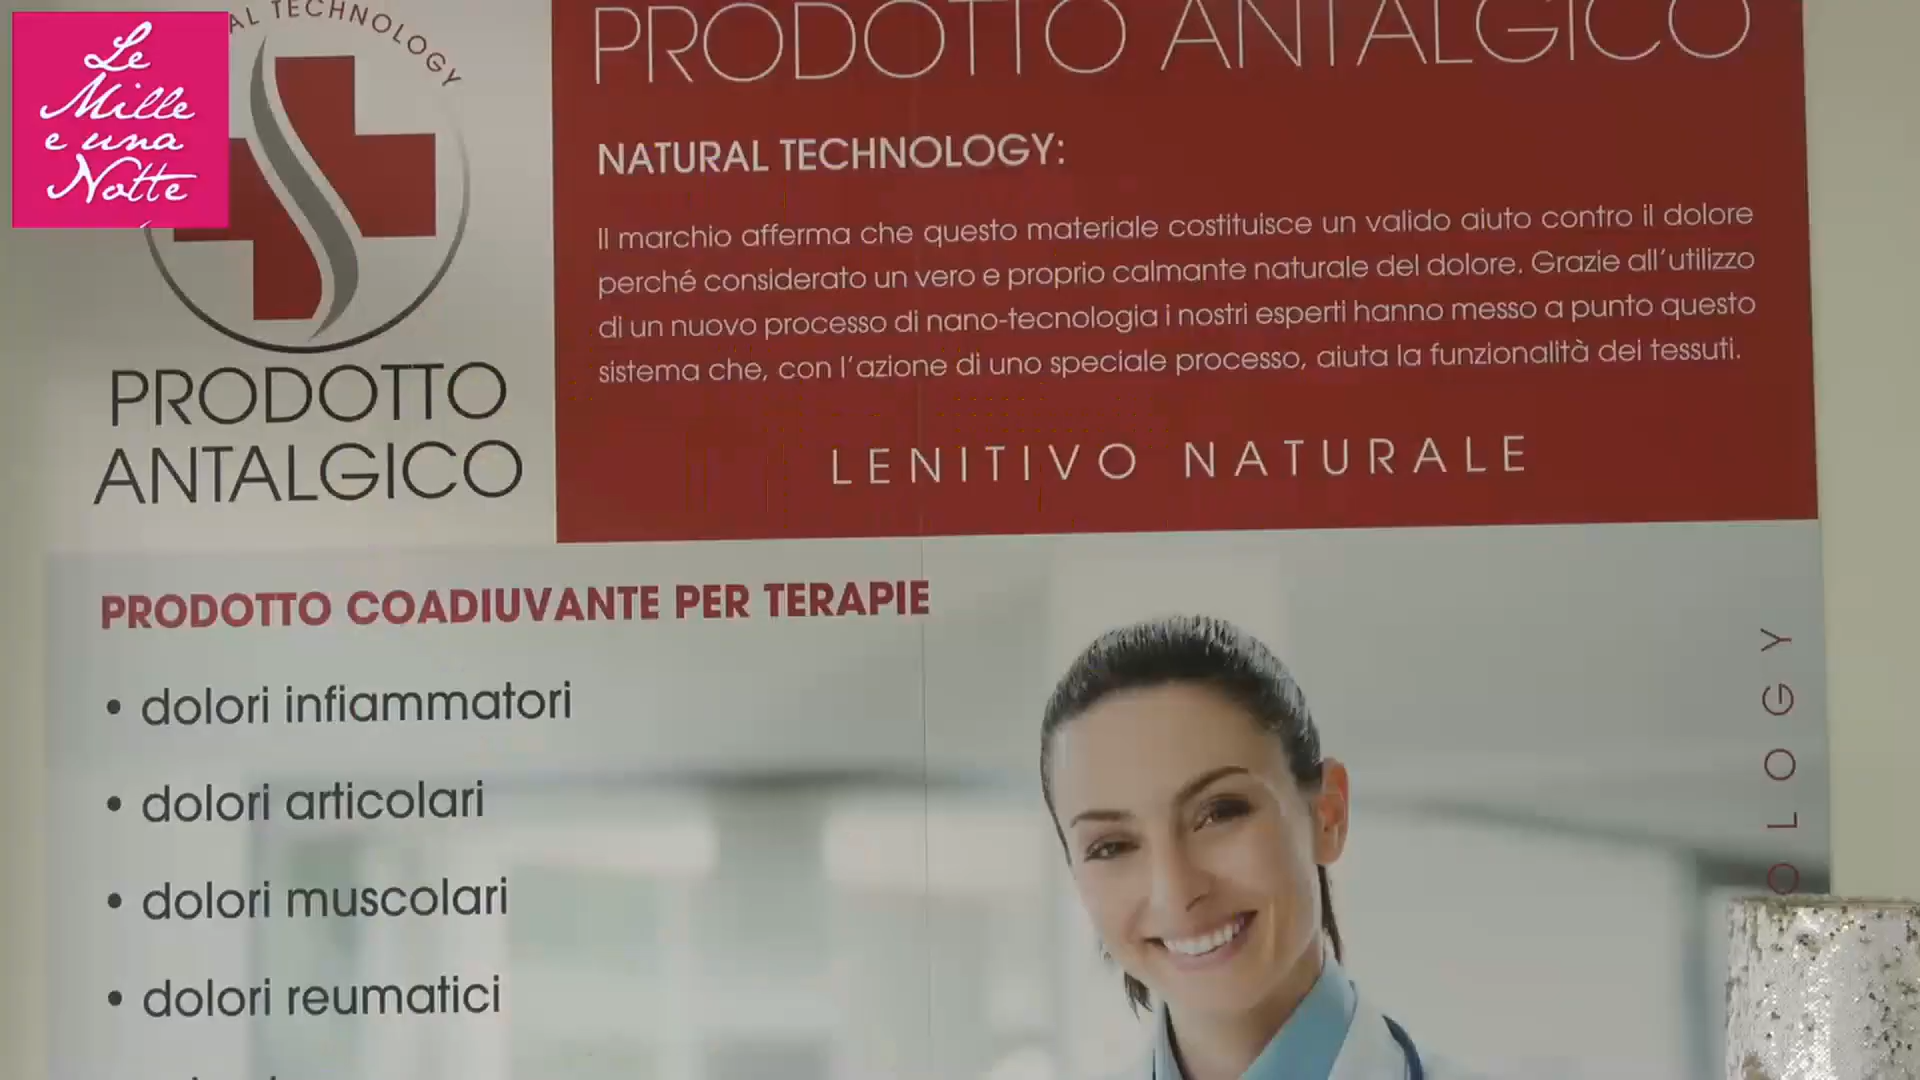 Le
Mille
e una
Notte
AL TECHNOLOGY
PRODOTTO
ANTALGICO
PRODOTTO ANTALGICO
NATURAL TECHNOLOGY:
Il marchio afferma che questo materiale costituisce un valido aiuto contro il dolore
perché considerato un vero e proprio calmante naturale del dolore. Grazie all'utilizzo
di un nuovo processo di nano-tecnologia i nostri esperti hanno messo a punto questo
sistema che, con l'azione di uno speciale processo, aiuta la funzionalità dei tessuti.
LENITIVO NATURALE
PRODOTTO COADIUVANTE PER TERAPIE
• dolori infiammatori
• dolori articolari
• dolori muscolari
• dolori reumatici
OLOGY